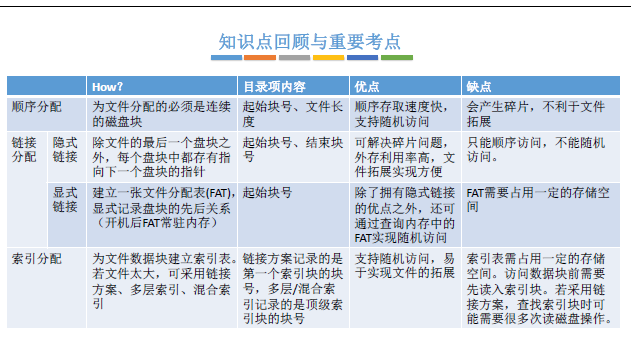 知识点回顾与重要考点
How？ 目录项内容 优点 缺点
顺序分配 为文件分配的必须是连续 起始块号、文件长 顺序存取速度快， 会产生碎片，不利于文件
的磁盘块 度 支持随机访问 拓展
链接 隐式 除文件的最后一个盘块之 起始块号、结束块 可解决碎片问题， 只能顺序访问，不能随机
分配 链接 外，每个盘块中都存有指 号 外存利用率高，文 访问。
向下一个盘块的指针 件拓展实现方便
显式 建立一张文件分配表(FAT)， 起始块号 除了拥有隐式链接 FAT需要占用一定的存储空
链接 显式记录盘块的先后关系 的优点之外，还可 间
（开机后FAT常驻内存） 通过查询内存中的
FAT实现随机访问
索引分配 为文件数据块建立索引表。 链接方案记录的是 支持随机访问，易 索引表需占用一定的存储
若文件太大，可采用链接 第一个索引块的块 于实现文件的拓展 空间。访问数据块前需要
方案、多层索引、混合索 号，多层/混合索 先读入索引块。若采用链
引 引记录的是顶级索 接方案，查找索引块时可
引块的块号 能需要很多次读磁盘操作。